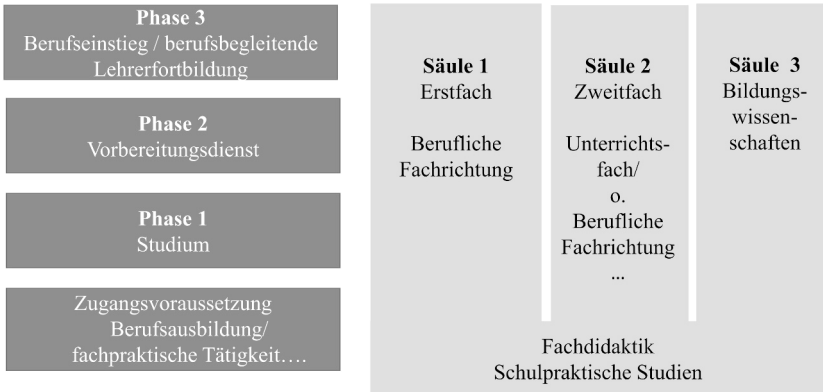 Phase 3
Berufseinstieg / berufsbegleitende
Lehrerfortbildung
Phase 2
Vorbereitungsdienst
Phase 1
Studium
Zugangsvoraussetzung
Berufsausbildung/
fachpraktische Tätigkeit….
Säule 1
Erstfach
Berufliche
Fachrichtung
Säule 2
Zweitfach
Unterrichts-
fach/
o.
Berufliche
Fachrichtung
...
Säule 3
Bildungs-
wissen-
schaften
Fachdidaktik
Schulpraktische Studien